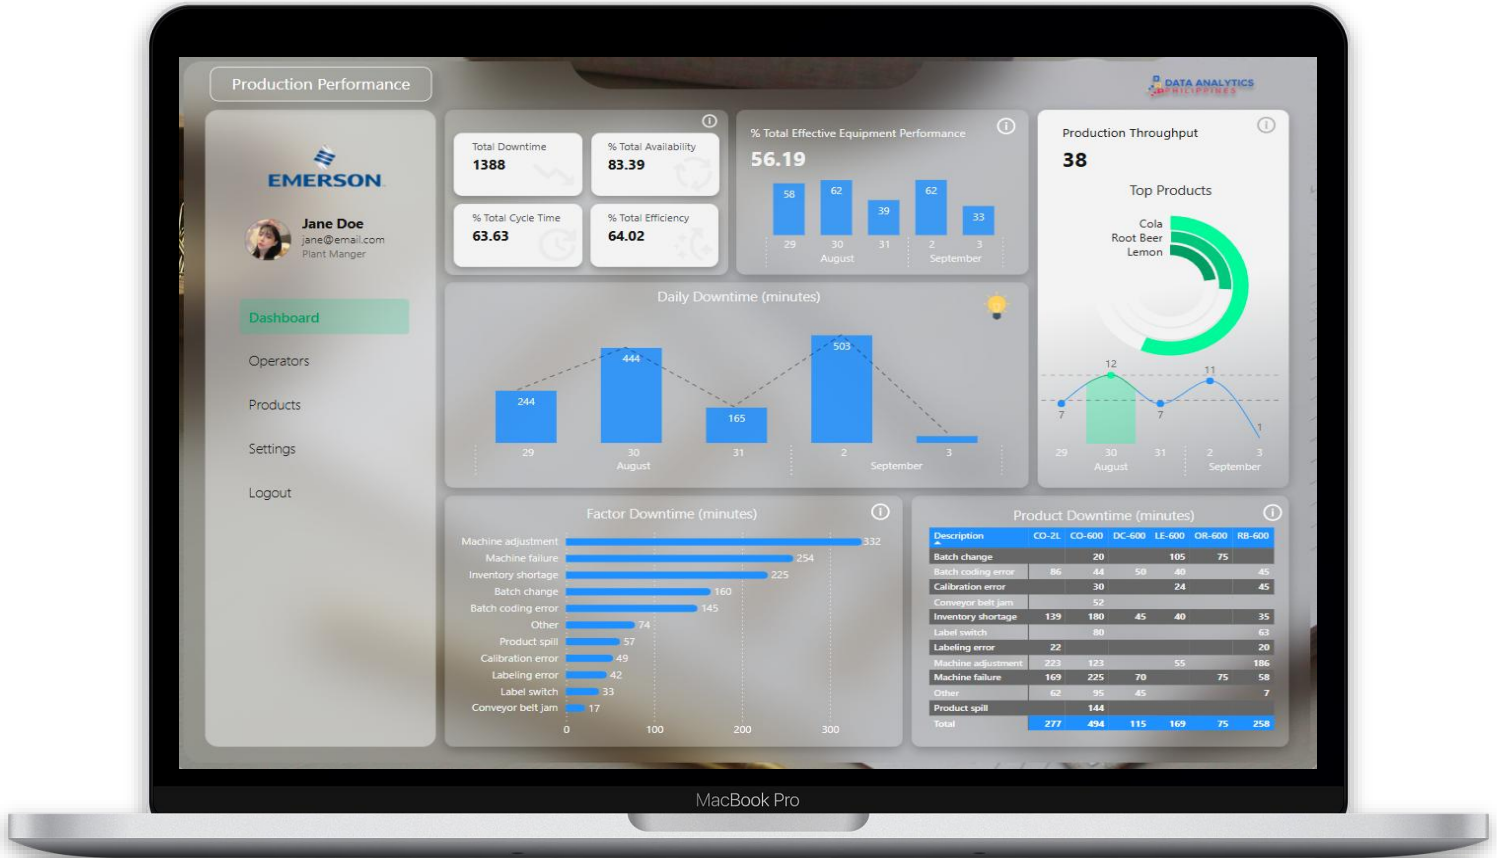 Production Performance
DATA ANALYTICS
PHILIPPINES
EMERSON
Jane Doe
jane@email.com
Plant Manger
Dashboard
Operators
Products
Settings
Logout
Total Downtime
1388
% Total Availability
83.39
% Total Cycle Time
63.63
% Total Efficiency
64.02
% Total Effective Equipment Performance
56.19
58 62 39 62 33
29 30 31 2 3
August September
Production Throughput
38
Top Products
Cola
Root Beer
Lemon
12 11
7 7 1
29 30 31 2 3
August September
Daily Downtime (minutes)
244 444 165 503
29 30 31 2 3
August September
Factor Downtime (minutes)
Machine adjustment 332
Machine failure 254
Inventory shortage 225
Batch change 160
Batch coding error 145
Other 74
Product spill 57
Calibration error 49
Labeling error 42
Label switch 33
Conveyor belt jam 17
0 100 200 300
Product Downtime (minutes)
Description CO-2L CO-600 DC-600 LE-600 OR-600 RB-600
Batch change 20 105 75
Batch coding error 86 44 50 40 45
Calibration error 30 24 45
Conveyor belt jam 52
Inventory shortage 139 180 45 40 35
Label switch 80 63
Labeling error 22 20
Machine adjustment 223 123 55 186
Machine failure 169 225 70 75 58
Other 62 95 45 7
Product spill 144
Total 277 494 115 169 75 258
MacBook Pro